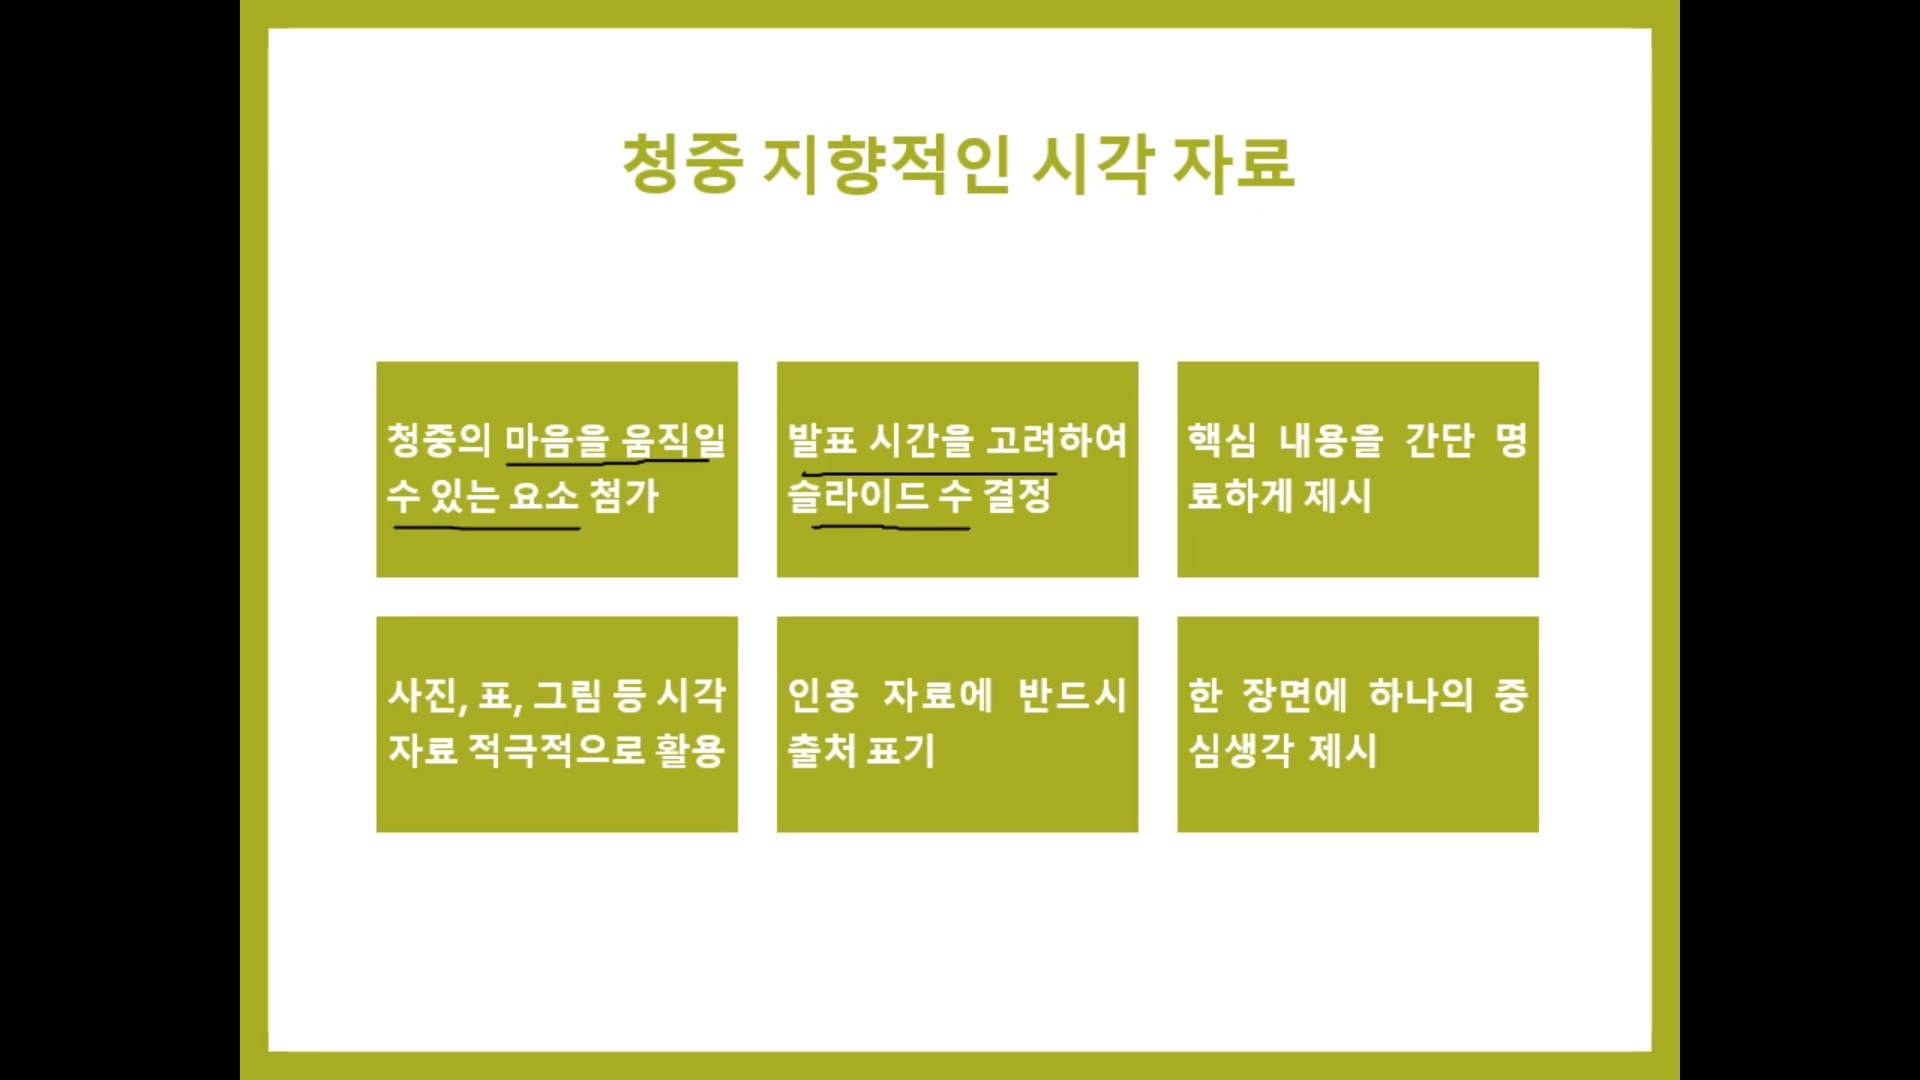 청중 지향적인 시각 자료
청중의 마음을 움직일
수 있는 요소 첨가
발표 시간을 고려하여
슬라이드 수 결정
핵심 내용을 간단 명
료하게 제시
사진, 표, 그림 등 시각
자료 적극적으로 활용
인용 자료에 반드시
출처 표기
한 장면에 하나의 중
심생각 제시